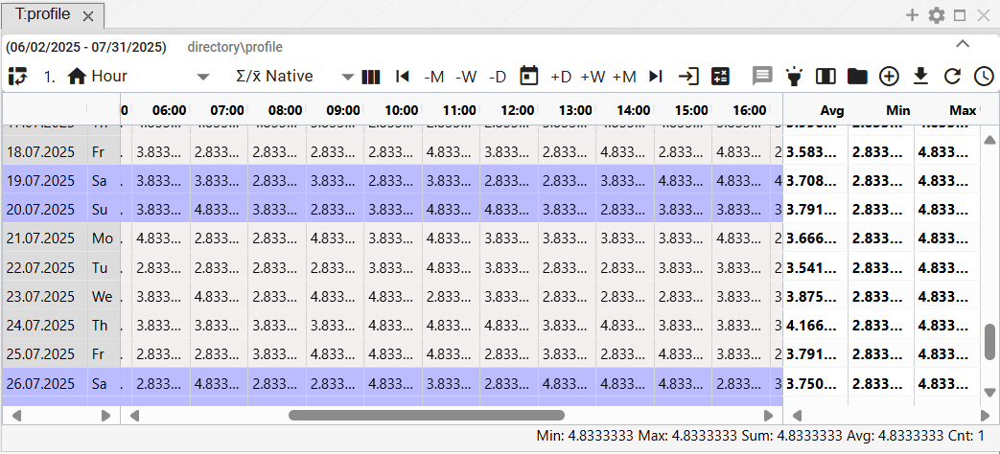 T:profile
(06/02/2025 - 07/31/2025) directory\profile
1. Hour Σ/x̄ Native -M -W -D +D +W +M
0 06:00 07:00 08:00 09:00 10:00 11:00 12:00 13:00 14:00 15:00 16:00 Avg Min Max
18.07.2025 Fr . 3.833... 2.833... 2.833... 2.833... 4.833... 3.833... 2.833... 2.833... 4.833... 2.833... 4.833... 2 3.583... 2.833... 4.833...
19.07.2025 Sa . 3.833... 3.833... 3.833... 2.833... 2.833... 3.833... 3.833... 2.833... 3.833... 4.833... 4.833... 4 3.708... 2.833... 4.833...
20.07.2025 Su . 3.833... 4.833... 3.833... 2.833... 3.833... 4.833... 4.833... 3.833... 2.833... 3.833... 3.833... 3 3.791... 2.833... 4.833...
21.07.2025 Mo . 4.833... 2.833... 2.833... 4.833... 3.833... 4.833... 3.833... 3.833... 3.833... 3.833... 4.833... 2 3.666... 2.833... 4.833...
22.07.2025 Tu . 2.833... 2.833... 3.833... 2.833... 4.833... 4.833... 3.833... 4.833... 2.833... 3.833... 3.833... 3 3.541... 2.833... 4.833...
23.07.2025 We . 4.833... 3.833... 3.833... 4.833... 4.833... 2.833... 3.833... 3.833... 4.833... 4.833... 2.833... 3 3.875... 2.833... 4.833...
24.07.2025 Th . 3.833... 3.833... 3.833... 4.833... 4.833... 3.833... 4.833... 4.833... 3.833... 4.833... 3.833... 3 4.166... 2.833... 4.833...
25.07.2025 Fr . 2.833... 2.833... 3.833... 4.833... 4.833... 4.833... 3.833... 3.833... 2.833... 4.833... 3.833... 2 3.791... 2.833... 4.833...
26.07.2025 Sa . 2.833... 4.833... 3.833... 2.833... 4.833... 3.833... 2.833... 4.833... 4.833... 4.833... 2.833... 3 3.750... 2.833... 4.833...
Min: 4.8333333 Max: 4.8333333 Sum: 4.8333333 Avg: 4.8333333 Cnt: 1